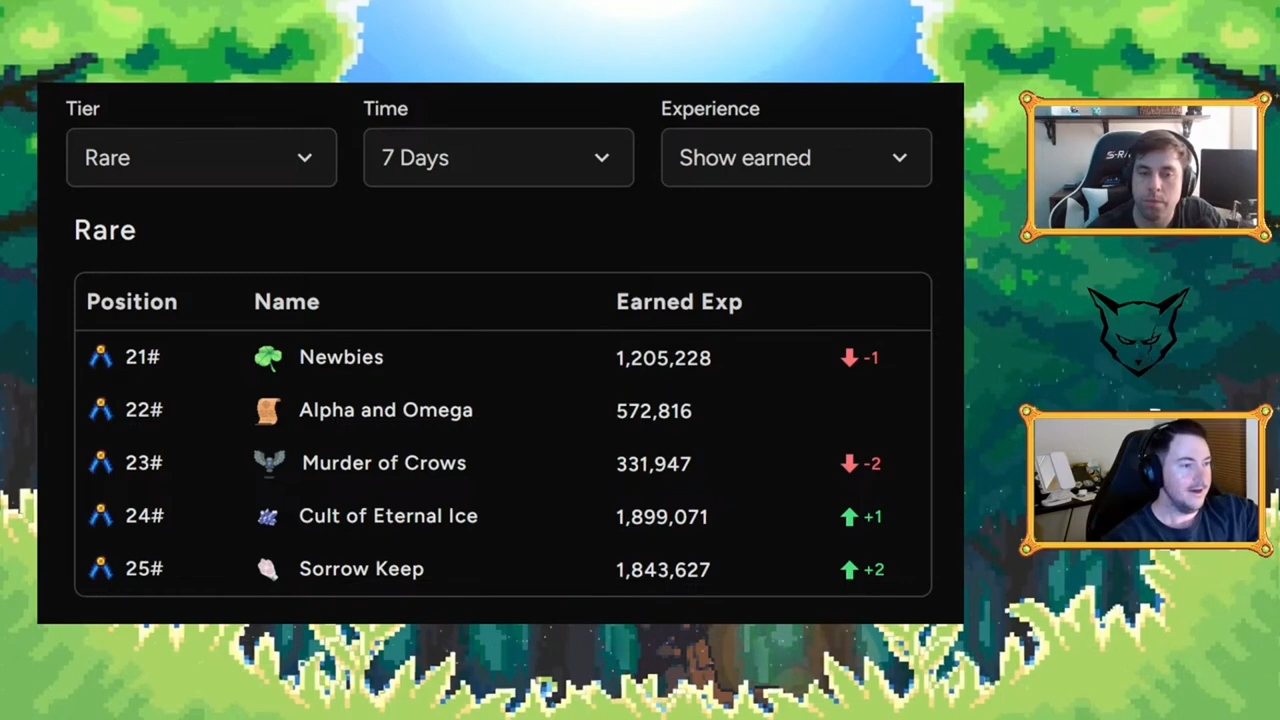 Tier
Time
Experience
Rare
7 Days
Show earned
Rare
Position
Name
Earned Exp
21#
Newbies
1,205,228
-1
22#
Alpha and Omega
572,816
23#
Murder of Crows
331,947
-2
24#
Cult of Eternal Ice
1,899,071
+1
25#
Sorrow Keep
1,843,627
+2